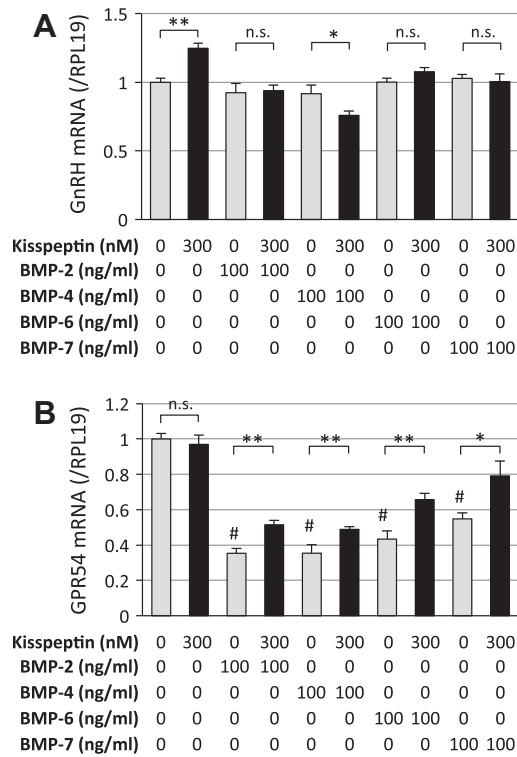 A
GnRH mRNA (/RPL19)
1.5
1
0.5
0
** n.s. * n.s. n.s.
Kisspeptin (nM) 0 300 0 300 0 300 0 300 0 300
BMP-2 (ng/ml) 0 0 100 100 0 0 0 0 0 0
BMP-4 (ng/ml) 0 0 0 0 100 100 0 0 0 0
BMP-6 (ng/ml) 0 0 0 0 0 0 100 100 0 0
BMP-7 (ng/ml) 0 0 0 0 0 0 0 0 100 100
B
GPR54 mRNA (/RPL19)
1.2
1
0.8
0.6
0.4
0.2
0
n.s. ** ** ** *
# # # #
Kisspeptin (nM) 0 300 0 300 0 300 0 300 0 300
BMP-2 (ng/ml) 0 0 100 100 0 0 0 0 0 0
BMP-4 (ng/ml) 0 0 0 0 100 100 0 0 0 0
BMP-6 (ng/ml) 0 0 0 0 0 0 100 100 0 0
BMP-7 (ng/ml) 0 0 0 0 0 0 0 0 100 100